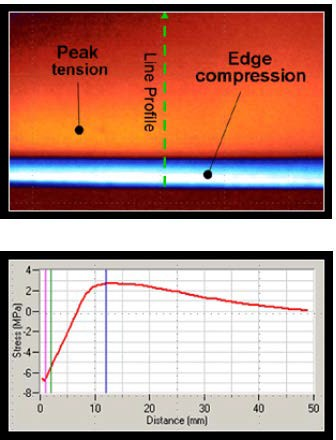 Peak
tension
Line Profile
Edge
compression
4
2
0
-2
-4
-6
-8
Stress [MPa]
0 10 20 30 40 50
Distance [mm]